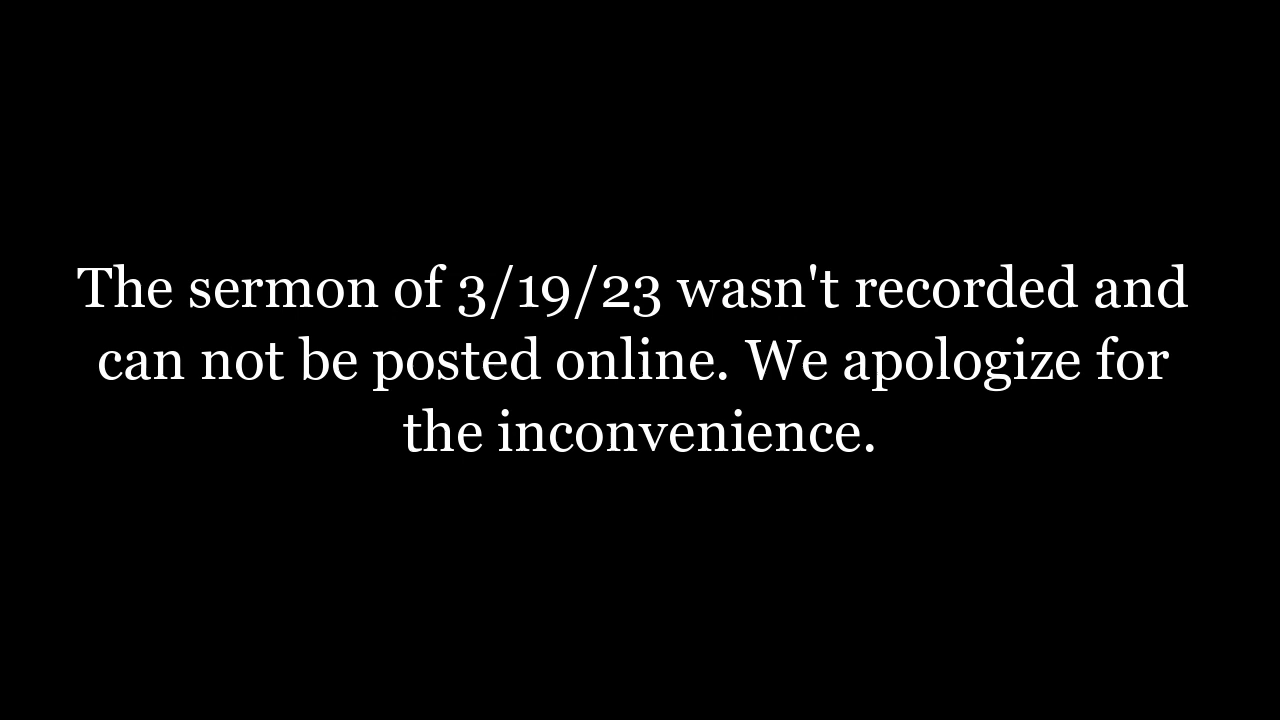 The sermon of 3/19/23 wasn't recorded and
can not be posted online. We apologize for
the inconvenience.